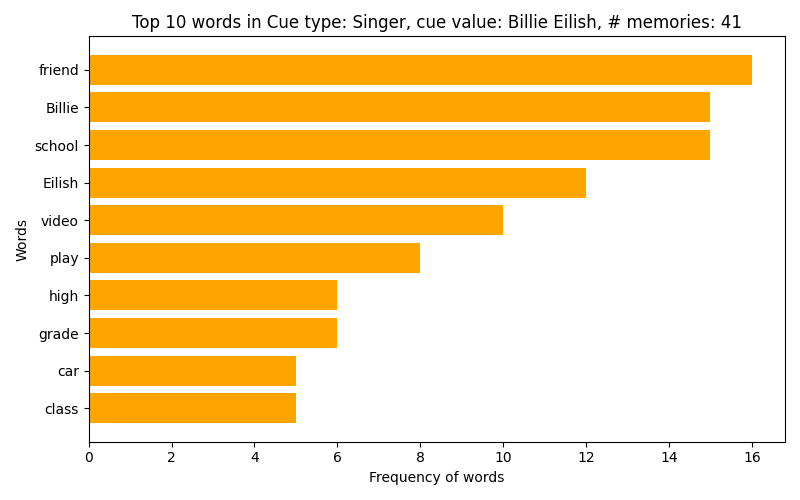 Top 10 words in Cue type: Singer, cue value: Billie Eilish, # memories: 41
Words
friend
Billie
school
Eilish
video
play
high
grade
car
class
0 2 4 6 8 10 12 14 16
Frequency of words